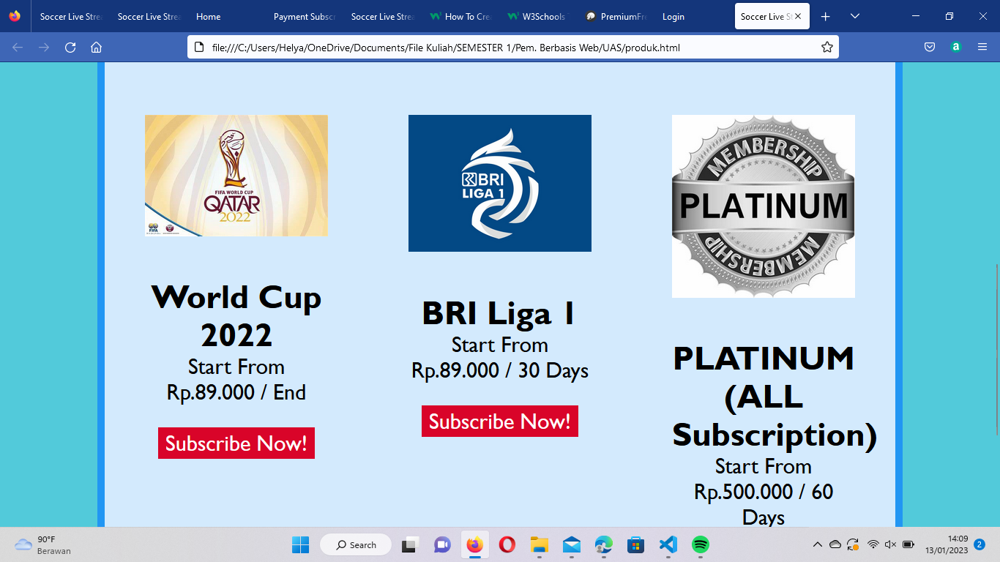 Soccer Live Strea
Soccer Live Strea
Home
Payment Subscr
Soccer Live Strea
How To Crea
W3Schools
PremiumFre
Login
Soccer Live St
file:///C:/Users/Helya/OneDrive/Documents/File Kuliah/SEMESTER 1/Pem. Berbasis Web/UAS/produk.html
a
FIFA WORLD CUP
QATAR
2022
FIFA
World Cup
2022
Start From
Rp.89.000 / End
Subscribe Now!
BRI
LIGA 1
BRI Liga 1
Start From
Rp.89.000 / 30 Days
Subscribe Now!
MEMBERSHIP
PLATINUM
MEMBERSHIP
PLATINUM
(ALL
Subscription)
Start From
Rp.500.000 / 60
Days
90°F
Berawan
Search
14:09
13/01/2023
2